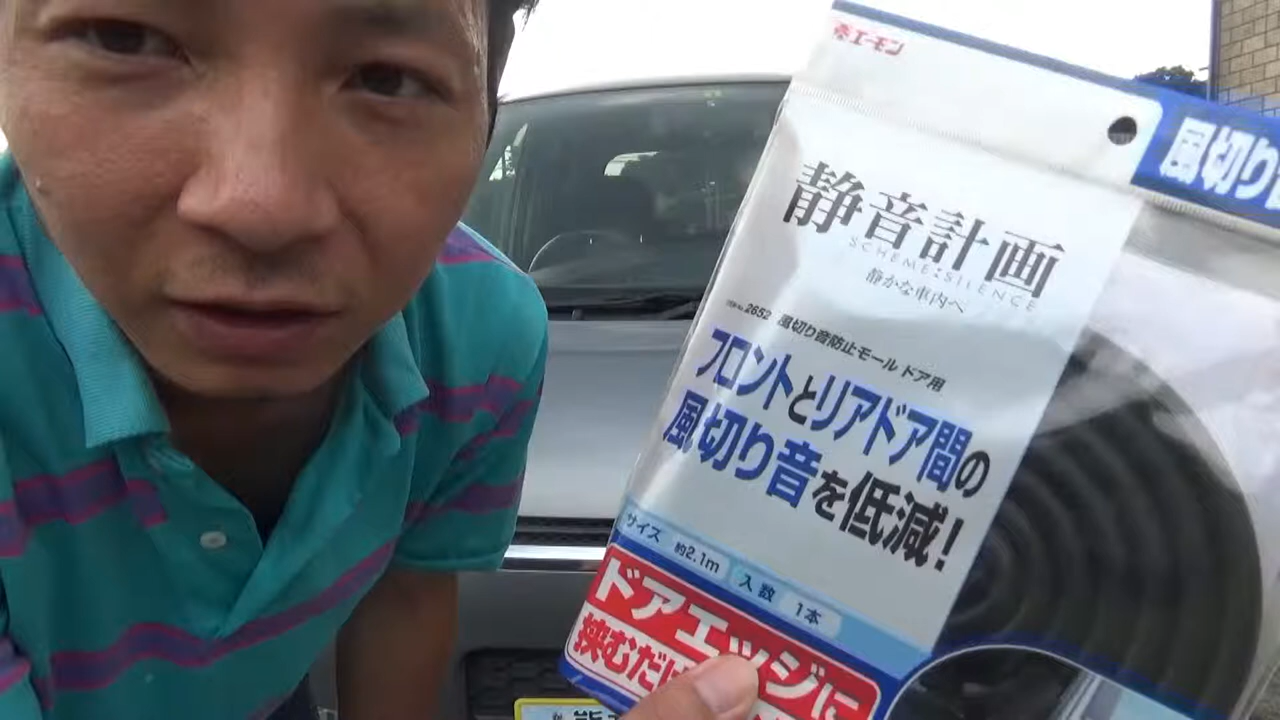 エーモン
風切り音
静音計画
SCHEME:SILENCE
静かな車内へ
ITEM No.2652 風切り音防止モール ドア用
フロントとリアドア間の
風切り音を低減!
サイズ 約2.1m 入数 1本
ドアエッジに
挟むだけ